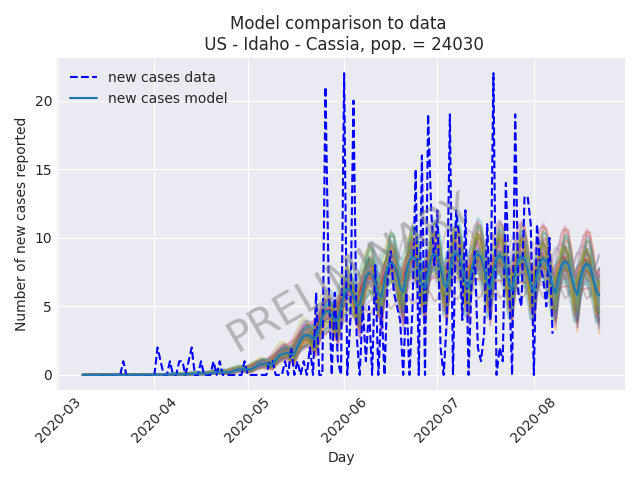 Model comparison to data
US - Idaho - Cassia, pop. = 24030
new cases data
new cases model
PRELIMINARY
Number of new cases reported
20
15
10
5
0
2020-03
2020-04
2020-05
2020-06
2020-07
2020-08
Day